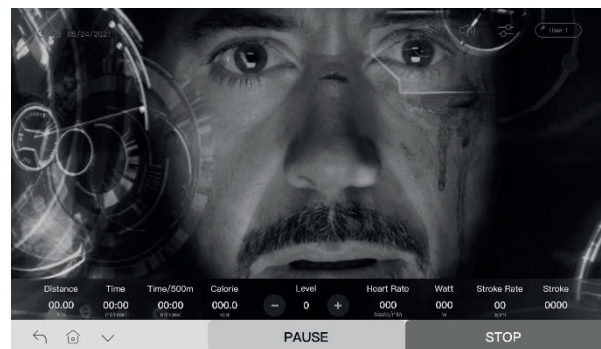 05/24/2021
User 1
Distance Time Time/500m Calorie Level Heart Rate Watt Stroke Rate Stroke
00.00 00:00 00:00 000.0 − 0 + 000 000 00 0000
PAUSE STOP